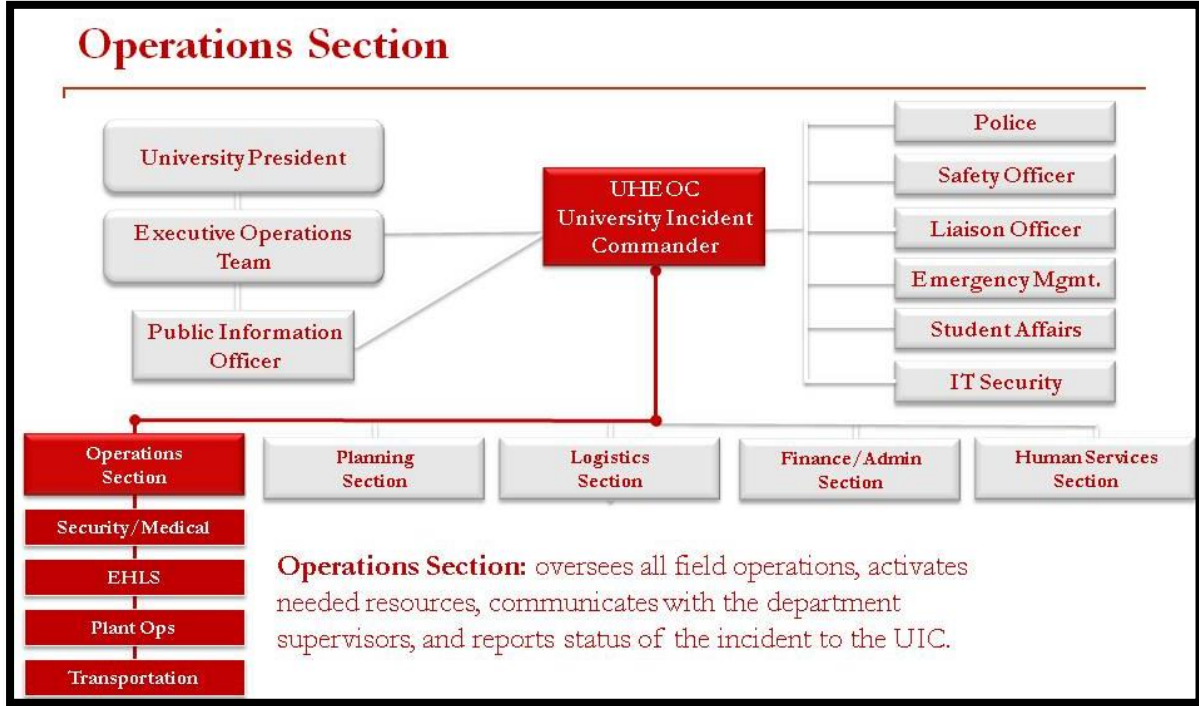 Operations Section
University President
Executive Operations
Team
Public Information
Officer
UHEOC
University Incident
Commander
Police
Safety Officer
Liaison Officer
Emergency Mgmt.
Student Affairs
IT Security
Operations
Section
Planning
Section
Logistics
Section
Finance/Admin
Section
Human Services
Section
Security/Medical
EHLS
Plant Ops
Transportation
Operations Section: oversees all field operations, activates
needed resources, communicates with the department
supervisors, and reports status of the incident to the UIC.